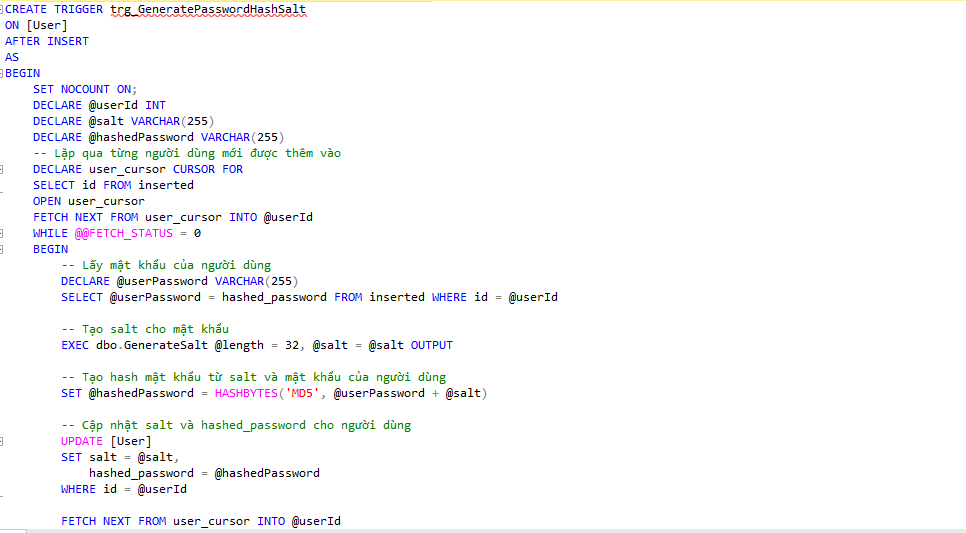 CREATE TRIGGER trg_GeneratePasswordHashSalt
ON [User]
AFTER INSERT
AS
BEGIN
    SET NOCOUNT ON;
    DECLARE @userId INT
    DECLARE @salt VARCHAR(255)
    DECLARE @hashedPassword VARCHAR(255)
    -- Lặp qua từng người dùng mới được thêm vào
    DECLARE user_cursor CURSOR FOR
    SELECT id FROM inserted
    OPEN user_cursor
    FETCH NEXT FROM user_cursor INTO @userId
    WHILE @@FETCH_STATUS = 0
    BEGIN
        -- Lấy mật khẩu của người dùng
        DECLARE @userPassword VARCHAR(255)
        SELECT @userPassword = hashed_password FROM inserted WHERE id = @userId

        -- Tạo salt cho mật khẩu
        EXEC dbo.GenerateSalt @length = 32, @salt = @salt OUTPUT

        -- Tạo hash mật khẩu từ salt và mật khẩu của người dùng
        SET @hashedPassword = HASHBYTES('MD5', @userPassword + @salt)

        -- Cập nhật salt và hashed_password cho người dùng
        UPDATE [User]
        SET salt = @salt,
            hashed_password = @hashedPassword
        WHERE id = @userId

        FETCH NEXT FROM user_cursor INTO @userId